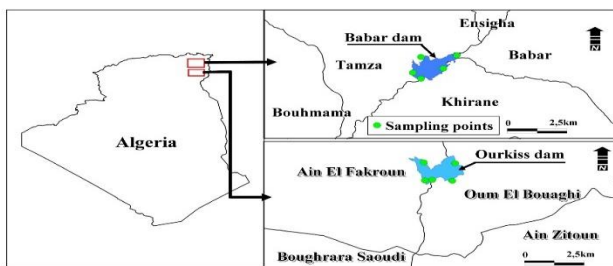 Algeria
Ensigha
Babar dam
Babar
Tamza
N
Khirane
Bouhmama
Sampling points
0 2,5km
N
Ourkiss dam
Ain El Fakroun
Oum El Bouaghi
Ain Zitoun
Boughrara Saoudi
0 2,5km